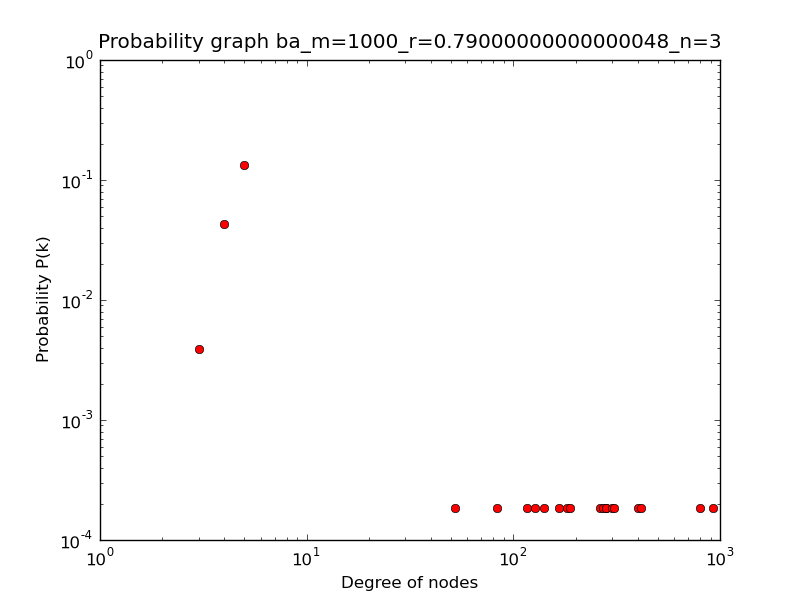 Probability graph ba_m=1000_r=0.79000000000000048_n=3
10^0
10^-1
10^-2
10^-3
10^-4
Probability P(k)
10^0 10^1 10^2 10^3
Degree of nodes